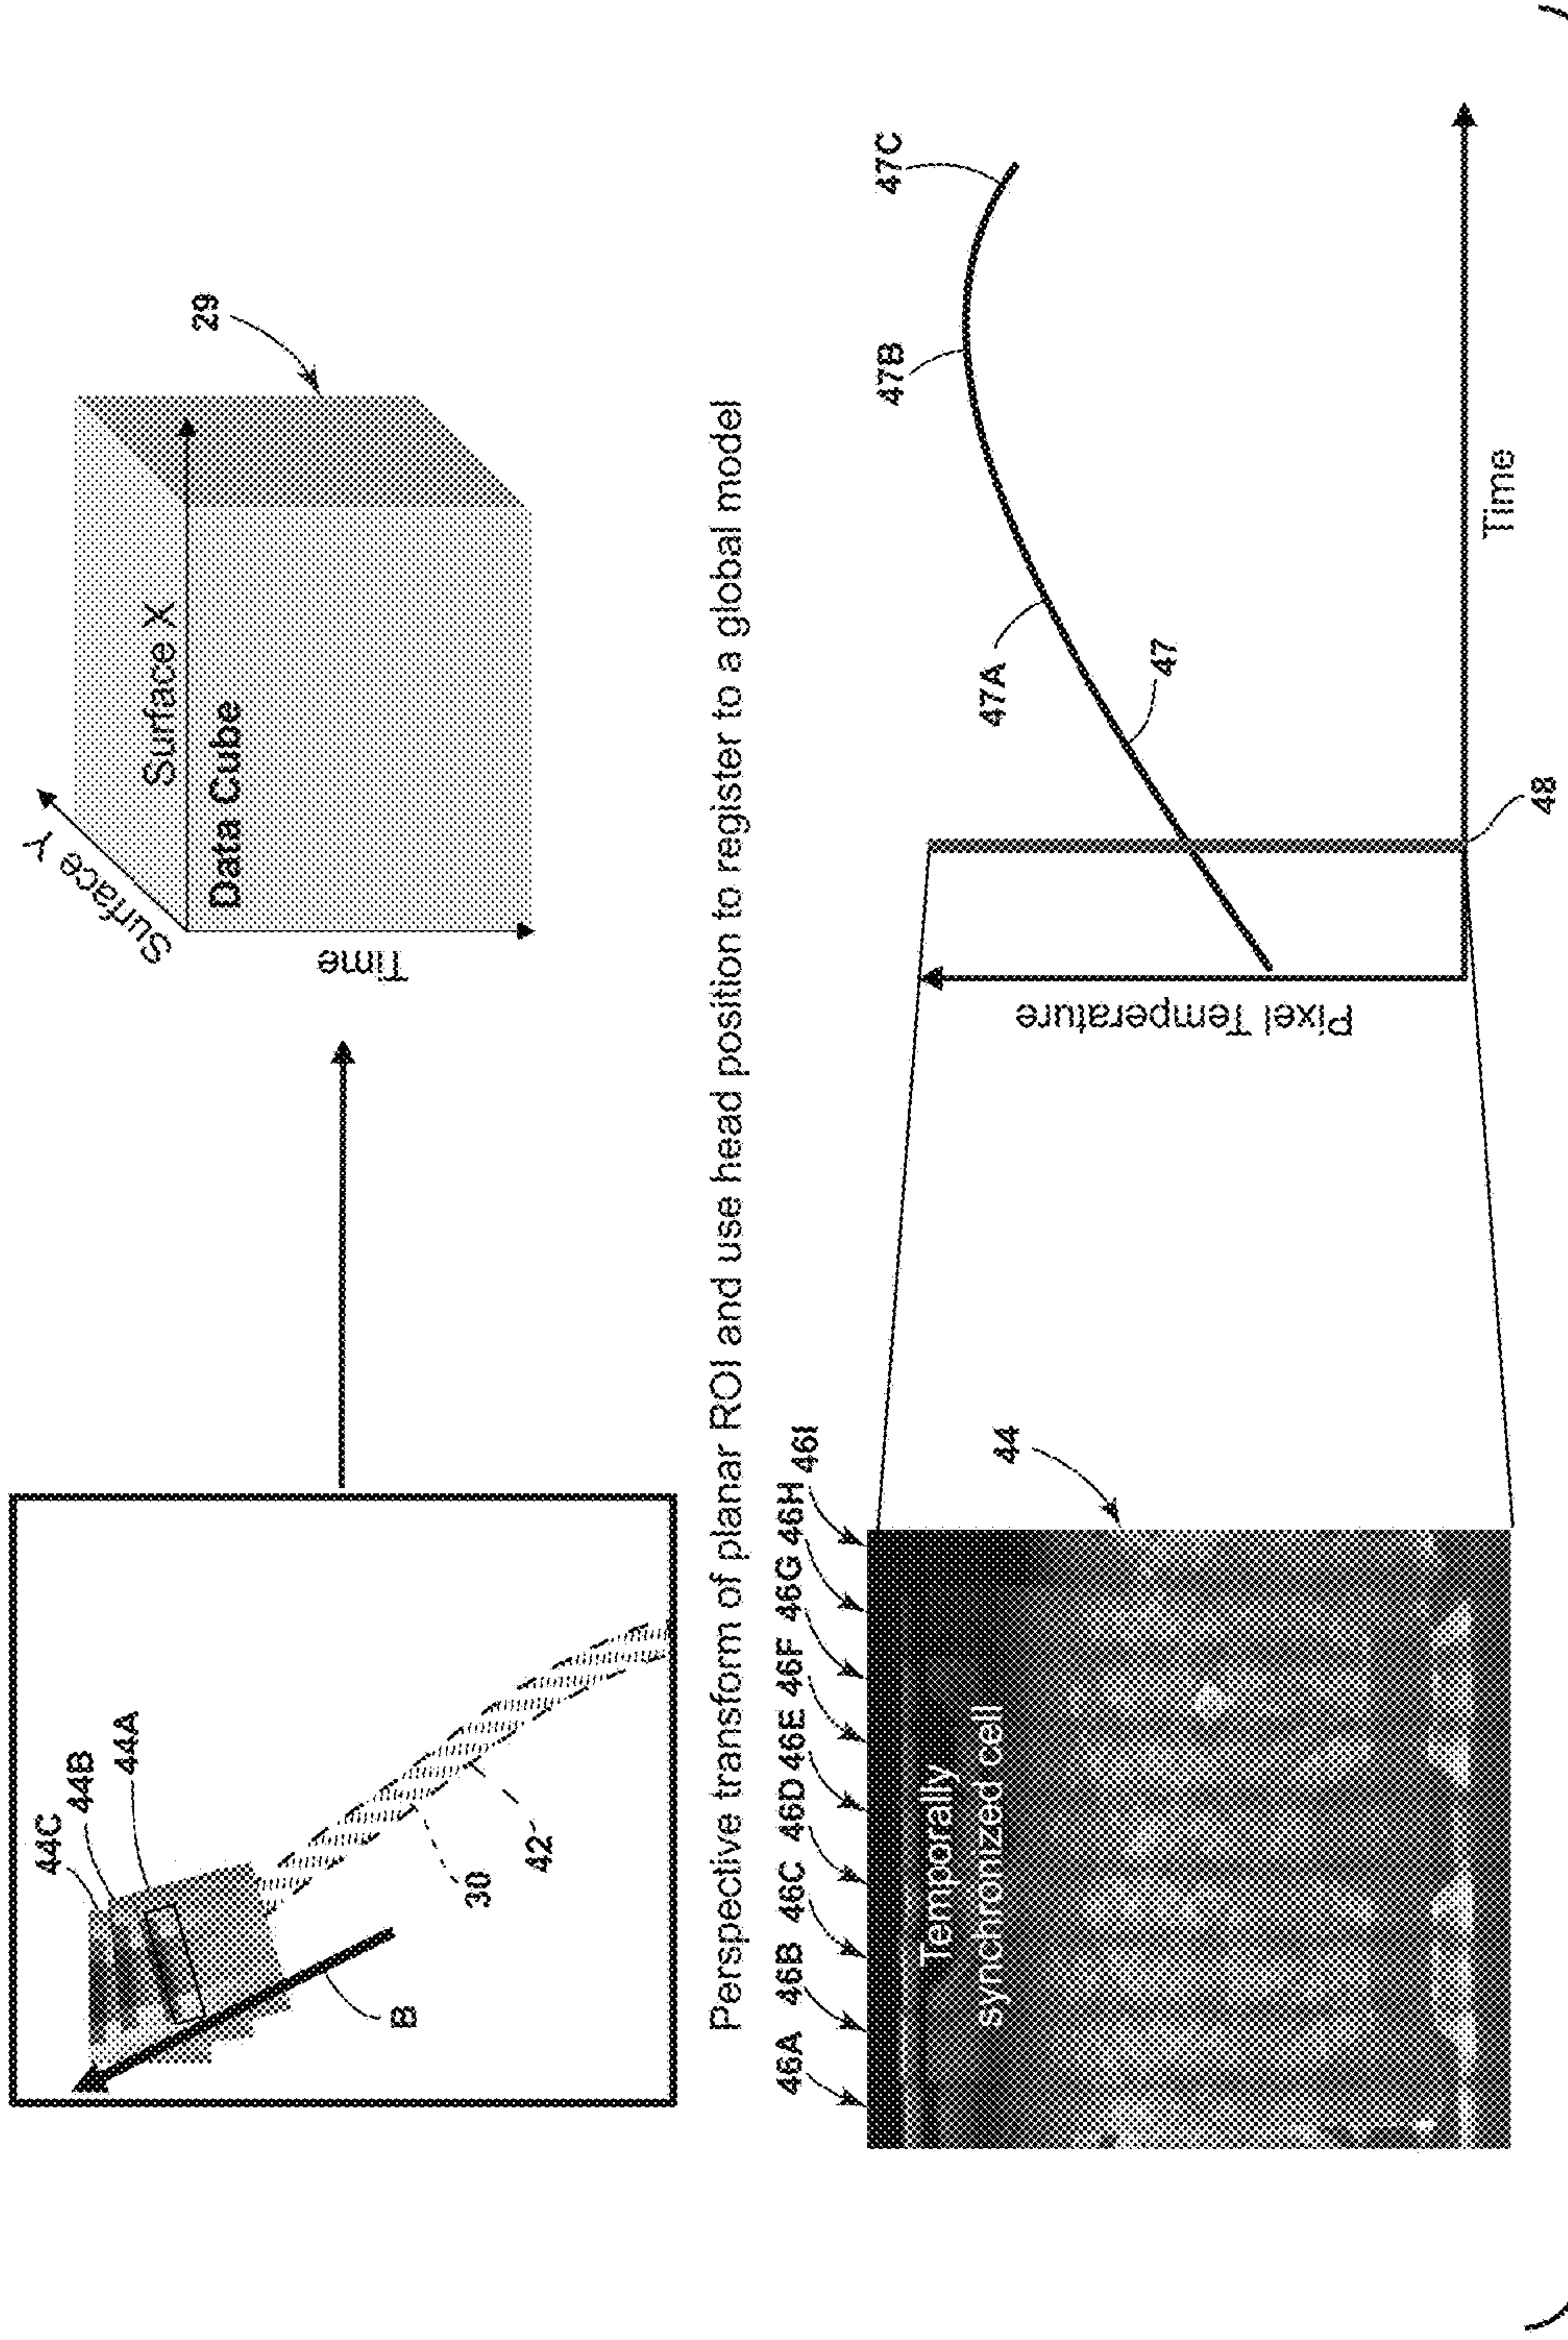 44C
44B
44A
B
30
42
Surface Y
Surface X
Data Cube
Time
29
Perspective transform of planar ROI and use head position to register to a global model
46A 46B 46C 46D 46E 46F 46G 46H 46I
Temporally
synchronized cell
44
Pixel Temperature
47A
47
47B
47C
48
Time